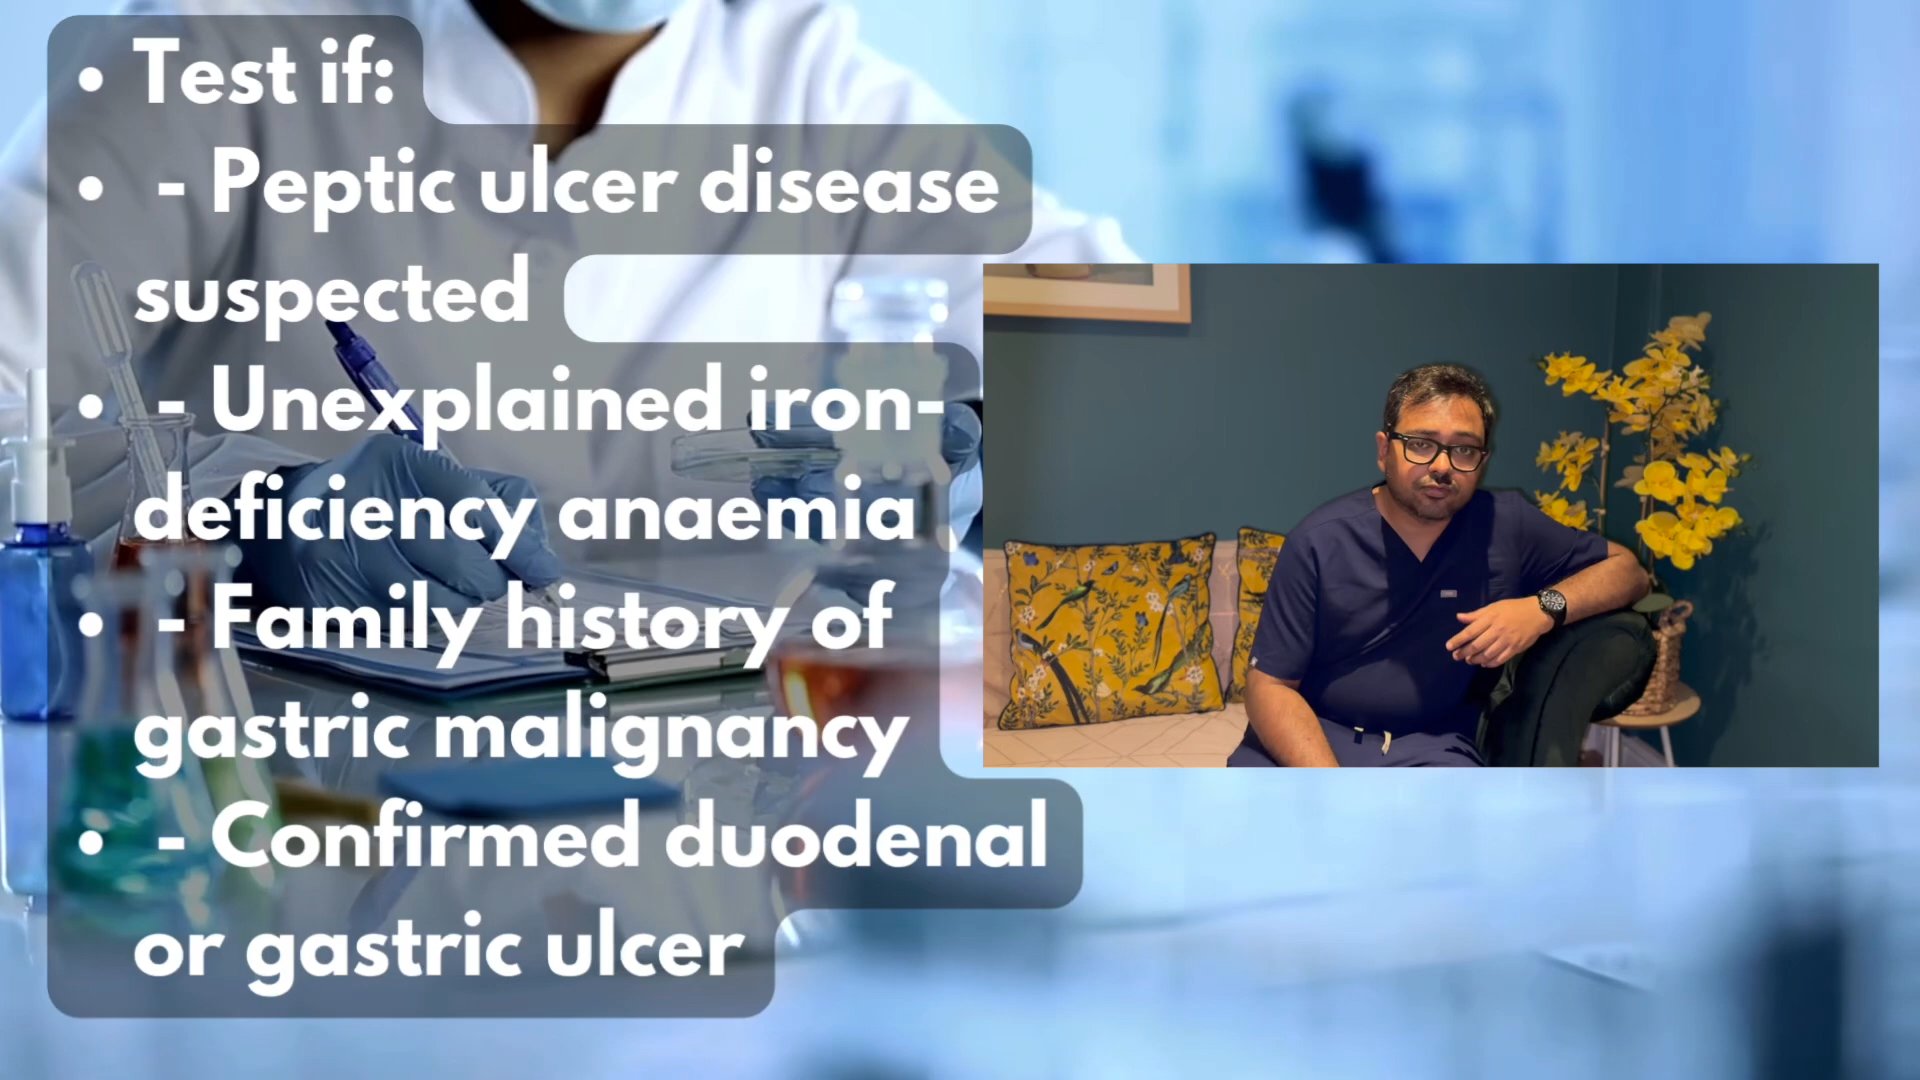 • Test if:
• - Peptic ulcer disease
suspected
• - Unexplained iron-
deficiency anaemia
• - Family history of
gastric malignancy
• - Confirmed duodenal
or gastric ulcer